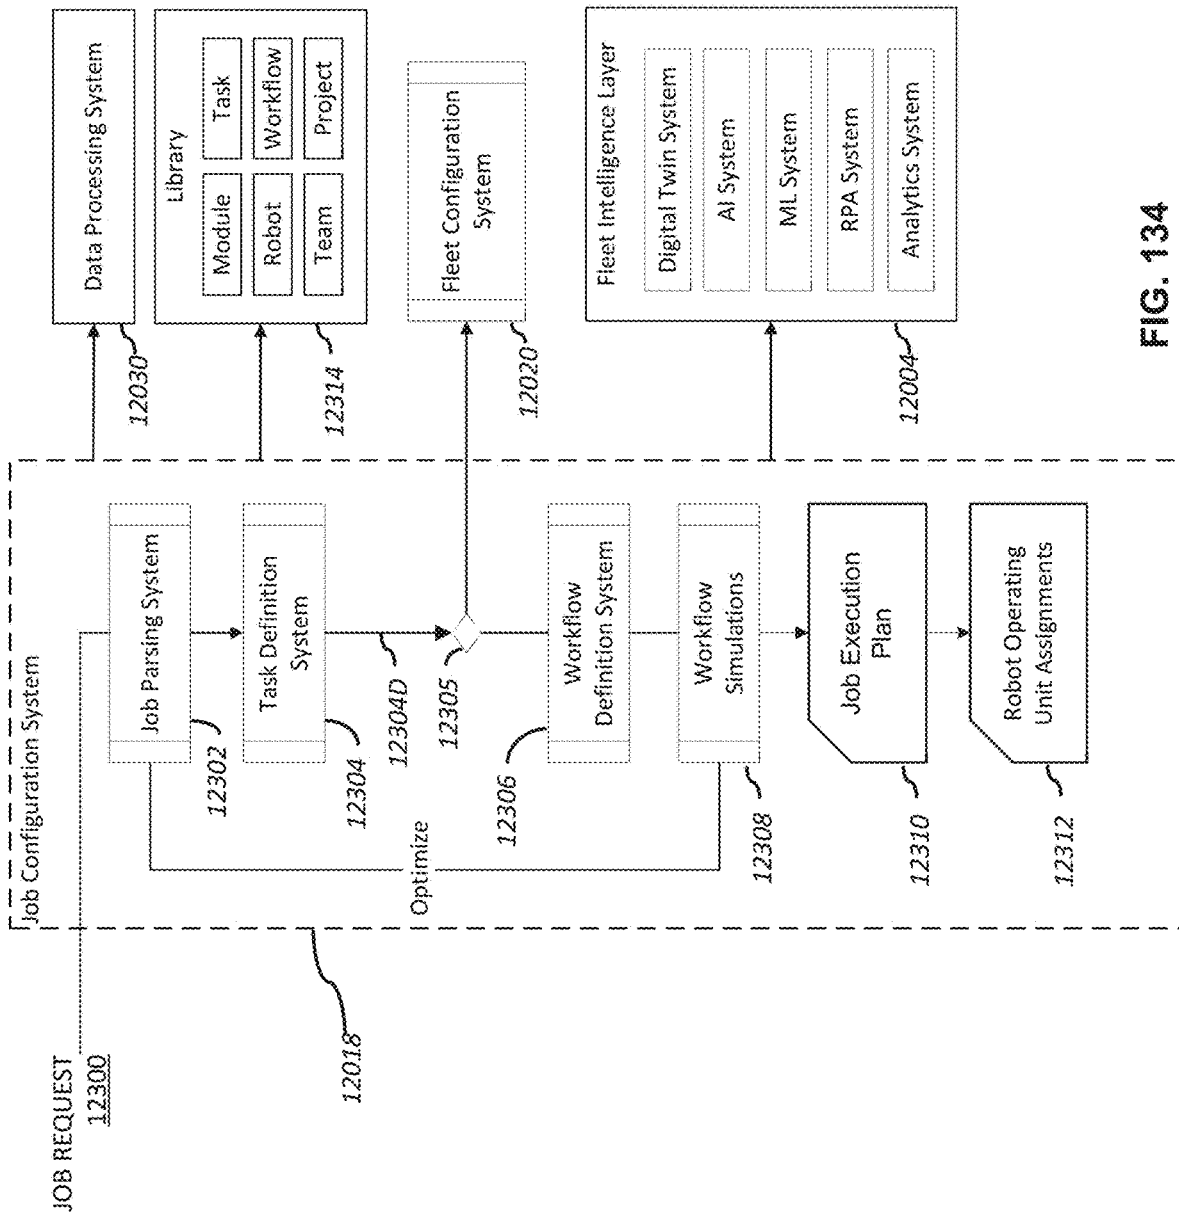 JOB REQUEST
12300
12018
Job Configuration System
Job Parsing System
12302
Task Definition
System
12304
12304D
12305
Optimize
Workflow
Definition System
12306
Workflow
Simulations
12308
Job Execution
Plan
12310
Robot Operating
Unit Assignments
12312
Data Processing System
12030
Library
Module
Task
Robot
Workflow
Team
Project
12314
Fleet Configuration
System
12020
Fleet Intelligence Layer
Digital Twin System
AI System
ML System
RPA System
Analytics System
12004
FIG. 134